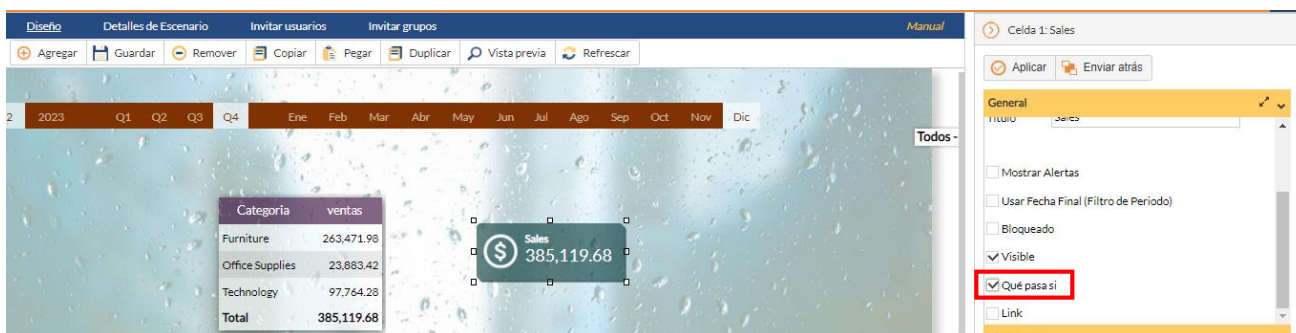 Diseño Detalles de Escenario Invitar usuarios Invitar grupos Manual
Agregar Guardar Remover Copiar Pegar Duplicar Vista previa Refrescar
2 2023 Q1 Q2 Q3 Q4 Ene Feb Mar Abr May Jun Jul Ago Sep Oct Nov Dic
Todos -
Categoria ventas
Furniture 263,471.98
Office Supplies 23,883.42
Technology 97,764.28
Total 385,119.68
Sales
385,119.68
Celda 1: Sales
Aplicar Enviar atrás
General
Titulo Sales
Mostrar Alertas
Usar Fecha Final (Filtro de Periodo)
Bloqueado
Visible
Qué pasa si
Link